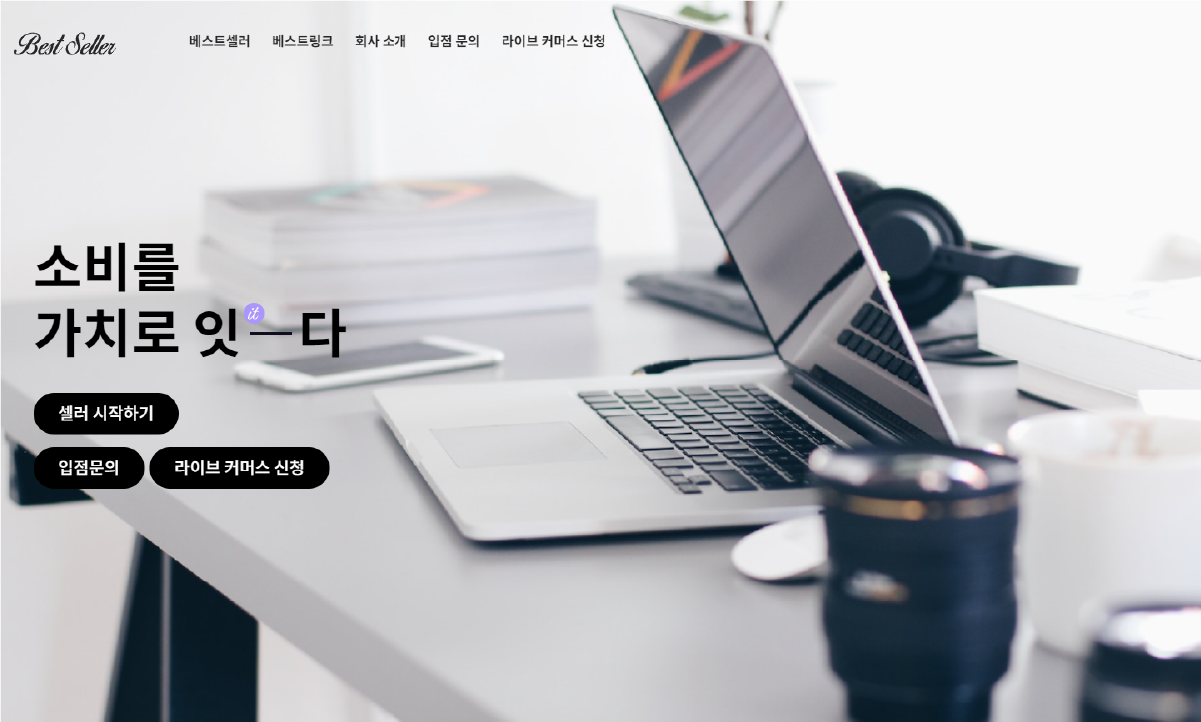 Best Seller
베스트셀러 베스트링크 회사 소개 입점 문의 라이브 커머스 신청
소비를
가치로 잇 it — 다
셀러 시작하기
입점문의 라이브 커머스 신청